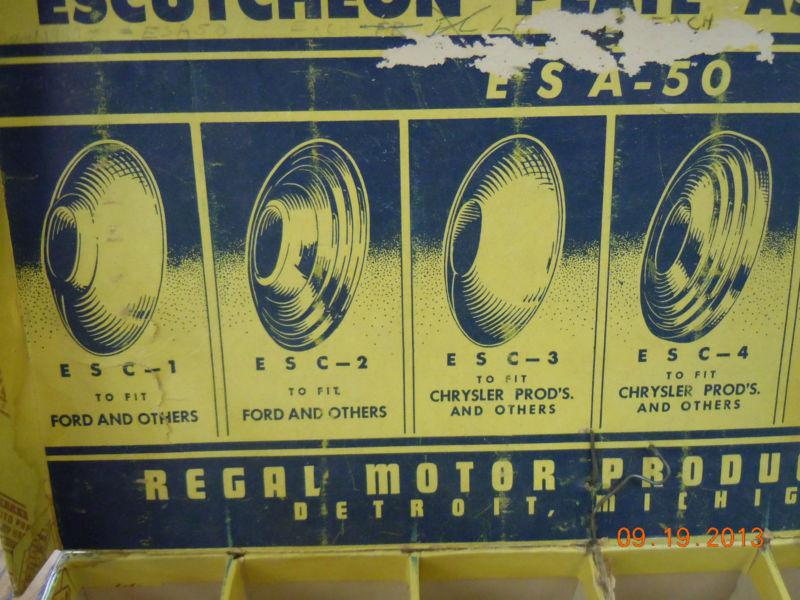 ESCUTCHEON PLATE AS
ESA-50
ESC-1
TO FIT
FORD AND OTHERS
ESC-2
TO FIT
FORD AND OTHERS
ESC-3
TO FIT
CHRYSLER PROD'S.
AND OTHERS
ESC-4
TO FIT
CHRYSLER PROD'S.
AND OTHERS
REGAL MOTOR PRODUC
DETROIT, MICHIG
09.19.2013